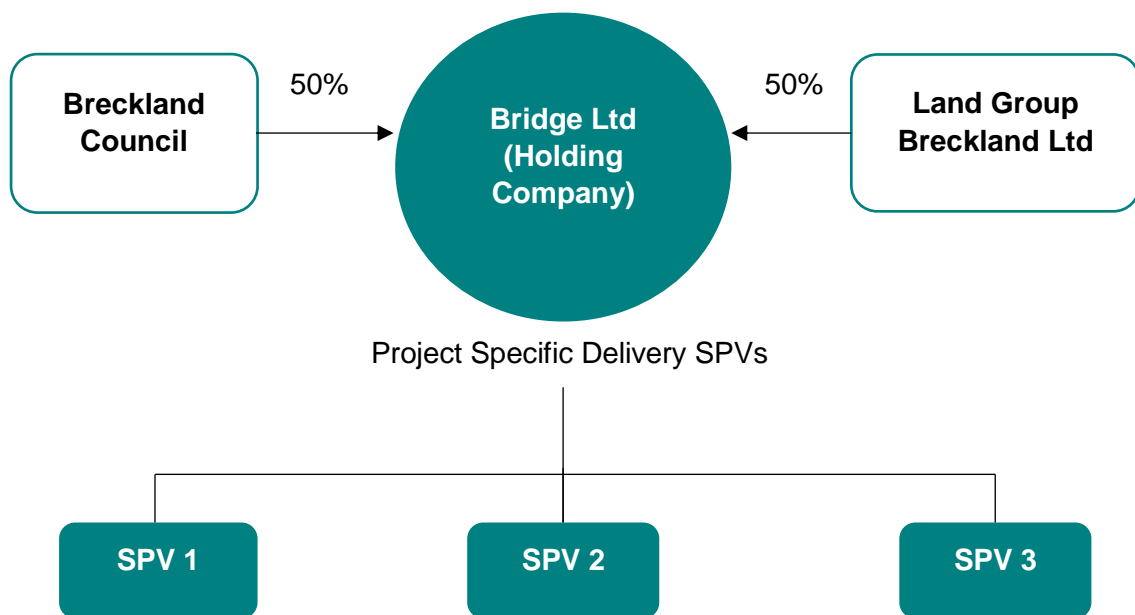 Breckland
Council
50%
Bridge Ltd
(Holding
Company)
50%
Land Group
Breckland Ltd
Project Specific Delivery SPVs
SPV 1
SPV 2
SPV 3